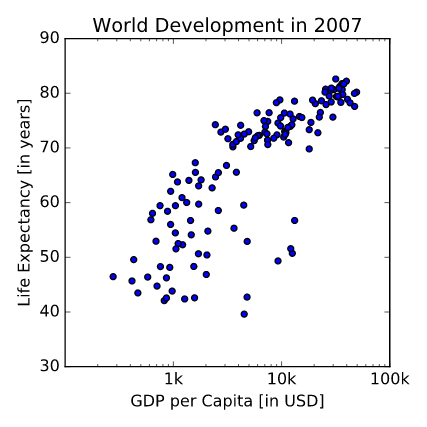 World Development in 2007
90
80
70
60
50
40
30
Life Expectancy [in years]
1k
10k
100k
GDP per Capita [in USD]